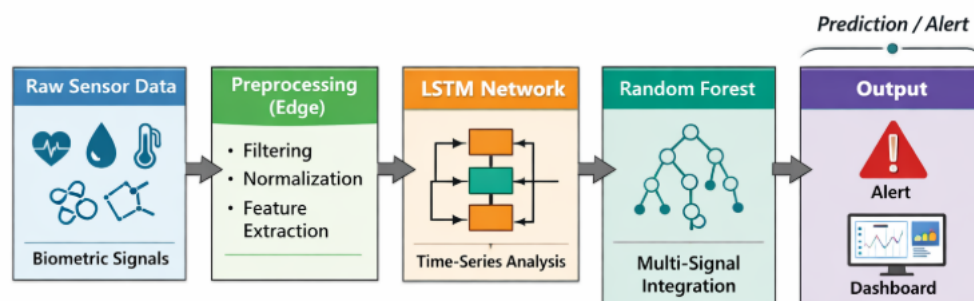 Prediction / Alert
Raw Sensor Data
Biometric Signals
Preprocessing
(Edge)
• Filtering
• Normalization
• Feature
Extraction
LSTM Network
Time-Series Analysis
Random Forest
Multi-Signal
Integration
Output
Alert
Dashboard